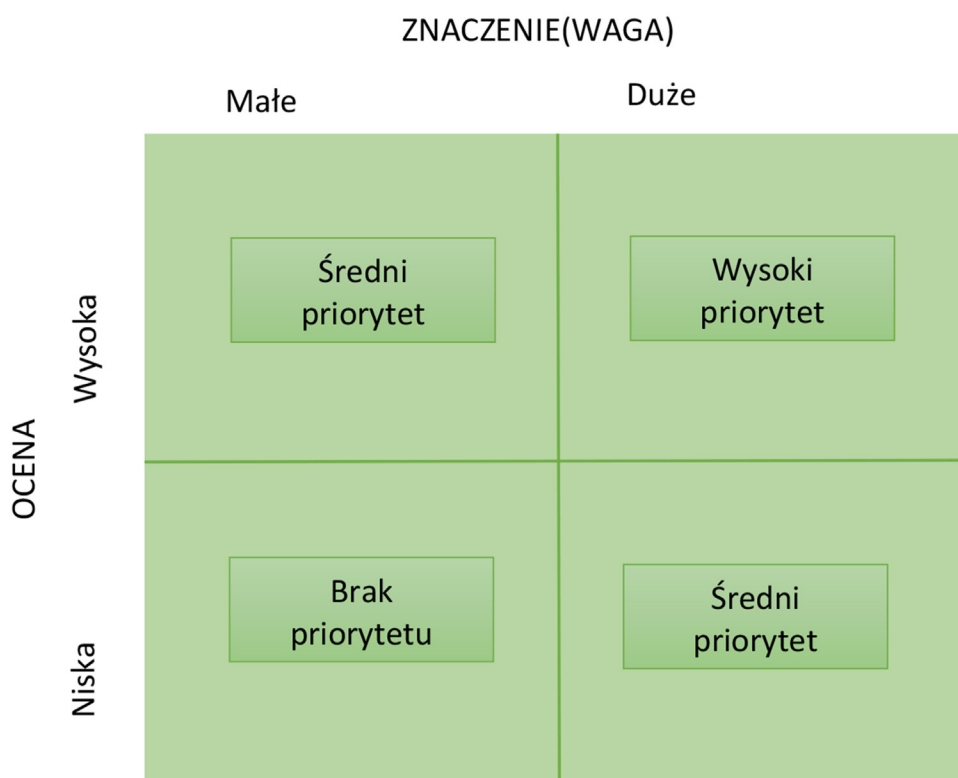 ZNACZENIE(WAGA)
Małe
Duże
OCENA
Wysoka
Średni
priorytet
Wysoki
priorytet
Niska
Brak
priorytetu
Średni
priorytet